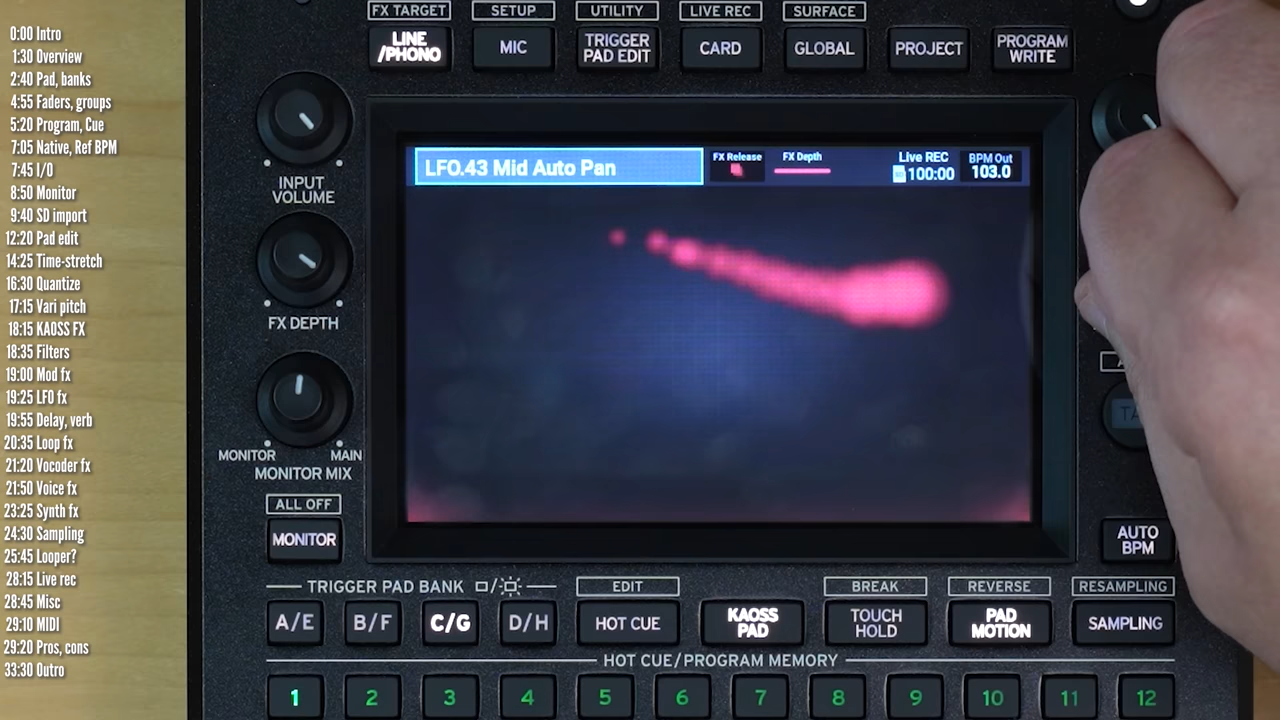 0:00 Intro
1:30 Overview
2:40 Pad, banks
4:55 Faders, groups
5:20 Program, Cue
7:05 Native, Ref BPM
7:45 I/O
8:50 Monitor
9:40 SD import
12:20 Pad edit
14:25 Time-stretch
16:30 Quantize
17:15 Vari pitch
18:15 KAOSS FX
18:35 Filters
19:00 Mod fx
19:25 LFO fx
19:55 Delay, verb
20:35 Loop fx
21:20 Vocoder fx
21:50 Voice fx
23:25 Synth fx
24:30 Sampling
25:45 Looper?
28:15 Live rec
28:45 Misc
29:10 MIDI
29:20 Pros, cons
33:30 Outro
FX TARGET SETUP UTILITY LIVE REC SURFACE
LINE
/PHONO
MIC
TRIGGER
PAD EDIT
CARD
GLOBAL
PROJECT
PROGRAM
WRITE
INPUT
VOLUME
FX DEPTH
MONITOR MAIN
MONITOR MIX
ALL OFF
MONITOR
LFO.43 Mid Auto Pan
FX Release
FX Depth
Live REC
100:00
BPM Out
103.0
AUTO
BPM
TRIGGER PAD BANK
EDIT BREAK REVERSE RESAMPLING
A/E B/F C/G D/H
HOT CUE
KAOSS
PAD
TOUCH
HOLD
PAD
MOTION
SAMPLING
HOT CUE/PROGRAM MEMORY
1 2 3 4 5 6 7 8 9 10 11 12